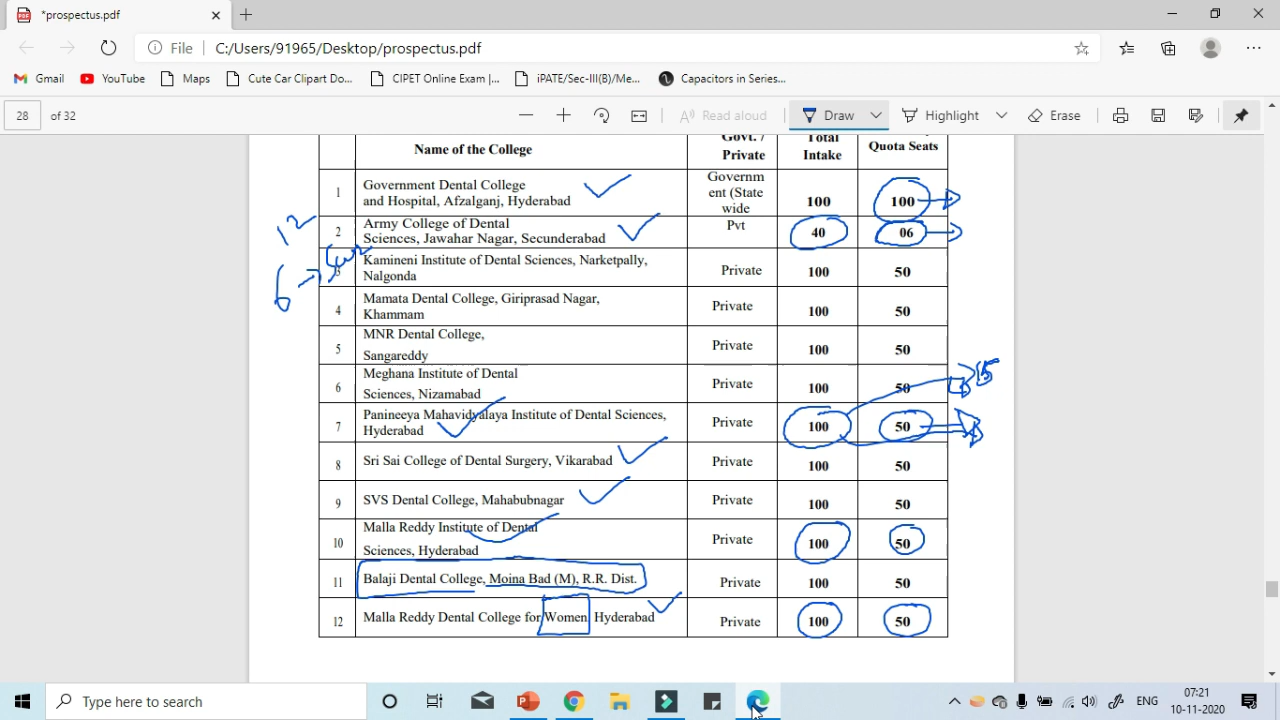 *prospectus.pdf
File
C:/Users/91965/Desktop/prospectus.pdf
Gmail
YouTube
Maps
Cute Car Clipart Do...
CIPET Online Exam |...
iPATE/Sec-III(B)/Me...
Capacitors in Series...
28 of 32
Read aloud
Draw
Highlight
Erase
Name of the College
Govt. /
Private
Total
Intake
Quota Seats
1 Government Dental College
and Hospital, Afzalganj, Hyderabad
Governm
ent (State
wide
100 100
2 Army College of Dental
Sciences, Jawahar Nagar, Secunderabad
Pvt 40 06
12
6
3 Kamineni Institute of Dental Sciences, Narketpally,
Nalgonda
Private 100 50
4 Mamata Dental College, Giriprasad Nagar,
Khammam
Private 100 50
5 MNR Dental College,
Sangareddy
Private 100 50
6 Meghana Institute of Dental
Sciences, Nizamabad
Private 100 50
15
7 Panineeya Mahavidyalaya Institute of Dental Sciences,
Hyderabad
Private 100 50
8 Sri Sai College of Dental Surgery, Vikarabad Private 100 50
9 SVS Dental College, Mahabubnagar Private 100 50
10 Malla Reddy Institute of Dental
Sciences, Hyderabad
Private 100 50
11 Balaji Dental College, Moina Bad (M), R.R. Dist. Private 100 50
12 Malla Reddy Dental College for Women, Hyderabad Private 100 50
Type here to search
ENG
07:21
10-11-2020